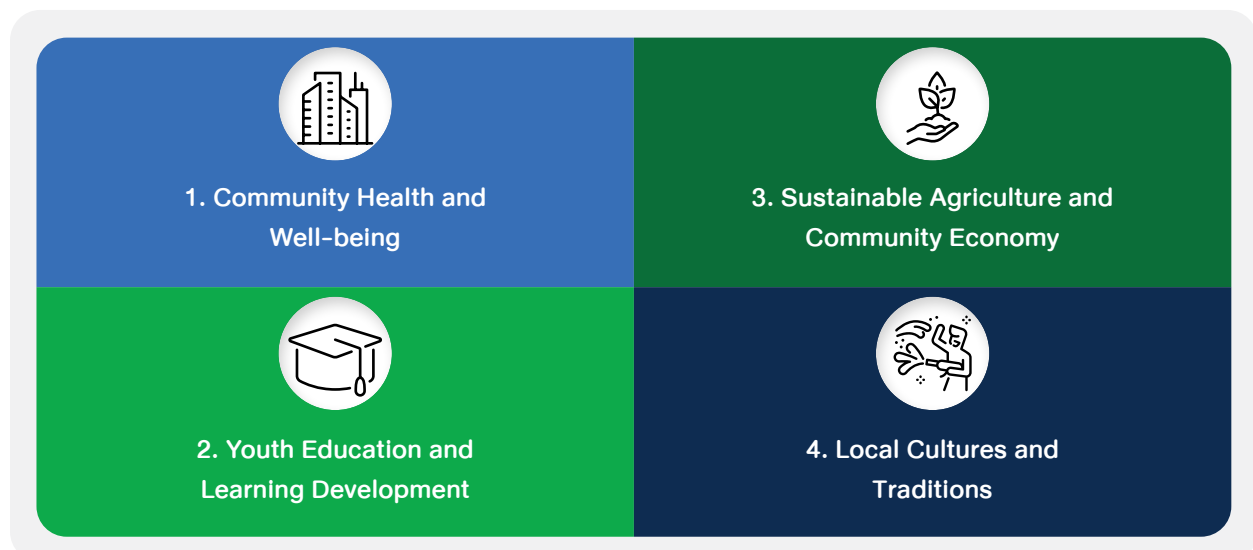 1. Community Health and
Well-being
2. Youth Education and
Learning Development
3. Sustainable Agriculture and
Community Economy
4. Local Cultures and
Traditions